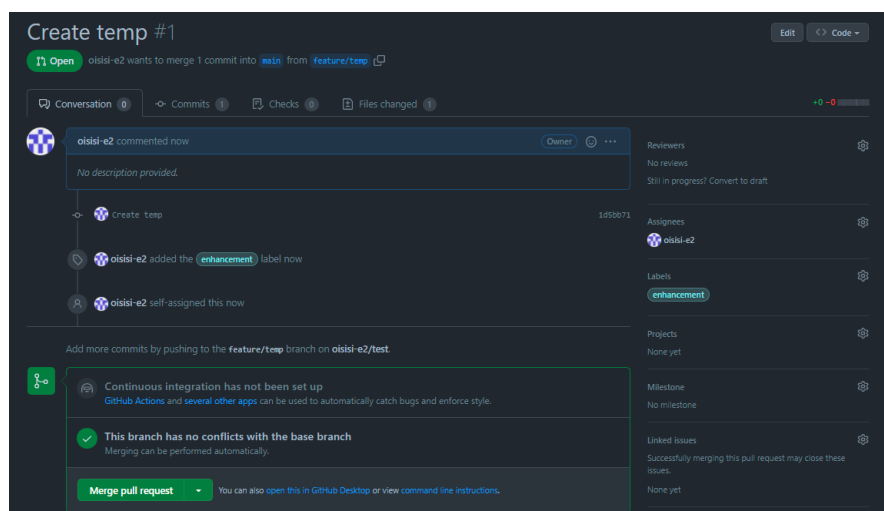 Create temp #1
Edit
<> Code
Open
oisisi-e2 wants to merge 1 commit into main from feature/temp
Conversation 0
Commits 1
Checks 0
Files changed 1
+0 −0
oisisi-e2 commented now
Owner
No description provided.
Create temp
1d5bb71
oisisi-e2 added the enhancement label now
oisisi-e2 self-assigned this now
Add more commits by pushing to the feature/temp branch on oisisi-e2/test.
Continuous integration has not been set up
GitHub Actions and several other apps can be used to automatically catch bugs and enforce style.
This branch has no conflicts with the base branch
Merging can be performed automatically.
Merge pull request
You can also open this in GitHub Desktop or view command line instructions.
Reviewers
No reviews
Still in progress? Convert to draft
Assignees
oisisi-e2
Labels
enhancement
Projects
None yet
Milestone
No milestone
Linked issues
Successfully merging this pull request may close these
issues.
None yet